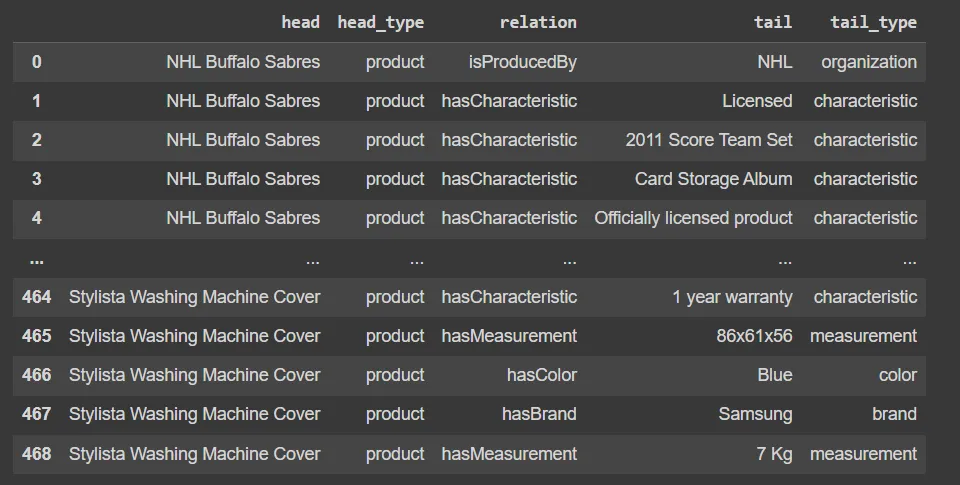 head head_type relation tail tail_type
0 NHL Buffalo Sabres product isProducedBy NHL organization
1 NHL Buffalo Sabres product hasCharacteristic Licensed characteristic
2 NHL Buffalo Sabres product hasCharacteristic 2011 Score Team Set characteristic
3 NHL Buffalo Sabres product hasCharacteristic Card Storage Album characteristic
4 NHL Buffalo Sabres product hasCharacteristic Officially licensed product characteristic
... ... ... ... ... ...
464 Stylista Washing Machine Cover product hasCharacteristic 1 year warranty characteristic
465 Stylista Washing Machine Cover product hasMeasurement 86x61x56 measurement
466 Stylista Washing Machine Cover product hasColor Blue color
467 Stylista Washing Machine Cover product hasBrand Samsung brand
468 Stylista Washing Machine Cover product hasMeasurement 7 Kg measurement